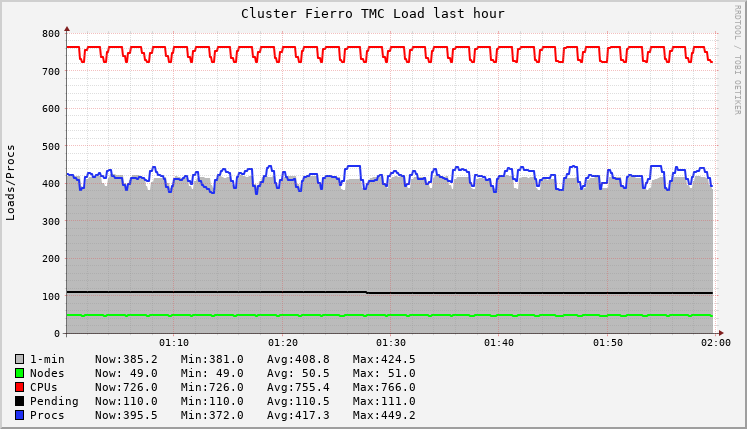 Cluster Fierro TMC Load last hour
RRDTOOL / TOBI OETIKER
Loads/Procs
800
700
600
500
400
300
200
100
0
01:10 01:20 01:30 01:40 01:50 02:00
1-min Now:385.2 Min:381.0 Avg:408.8 Max:424.5
Nodes Now: 49.0 Min: 49.0 Avg: 50.5 Max: 51.0
CPUs Now:726.0 Min:726.0 Avg:755.4 Max:766.0
Pending Now:110.0 Min:110.0 Avg:110.5 Max:111.0
Procs Now:395.5 Min:372.0 Avg:417.3 Max:449.2